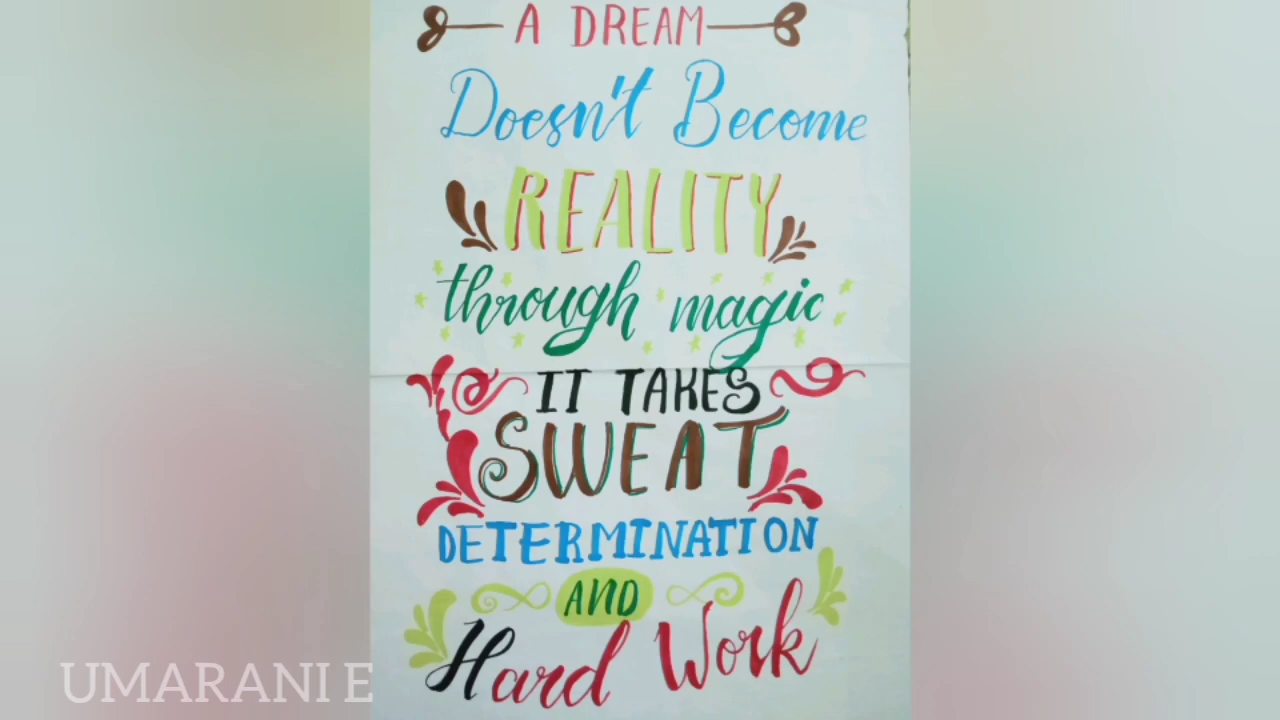 A DREAM
Doesn't Become
REALITY
through magic
IT TAKES
SWEAT
DETERMINATION
AND
Hard Work
UMARANI E